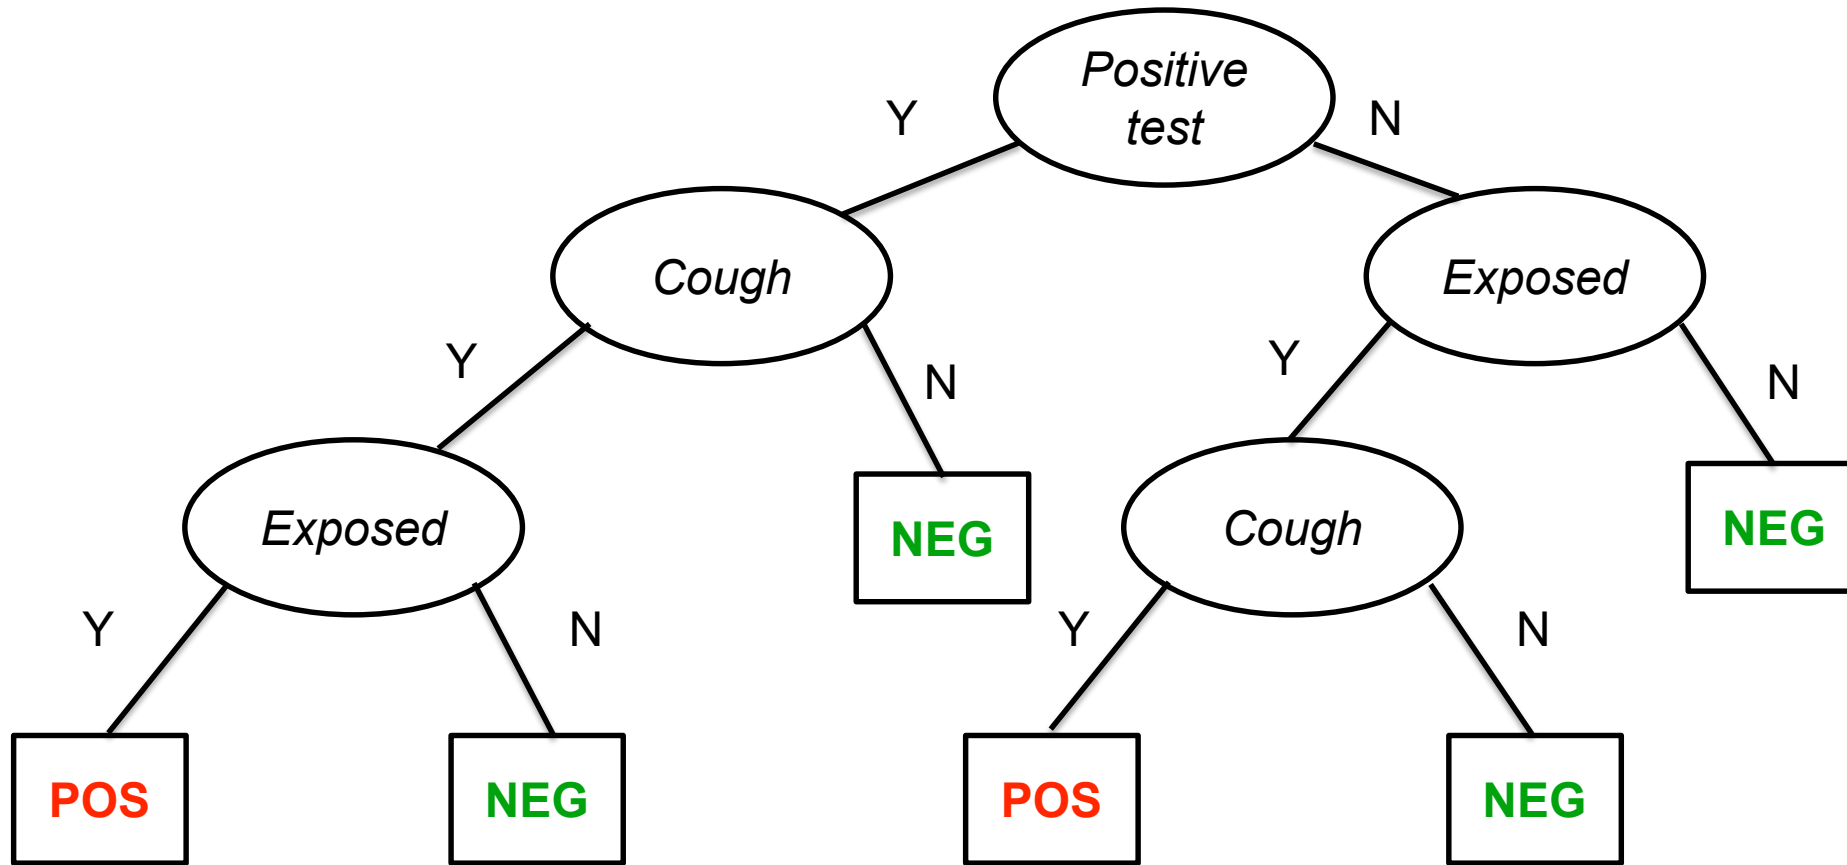 Positive
test
Y
N
Cough
Exposed
Y
N
Y
N
Exposed
NEG
Cough
NEG
Y
N
Y
N
POS
NEG
POS
NEG